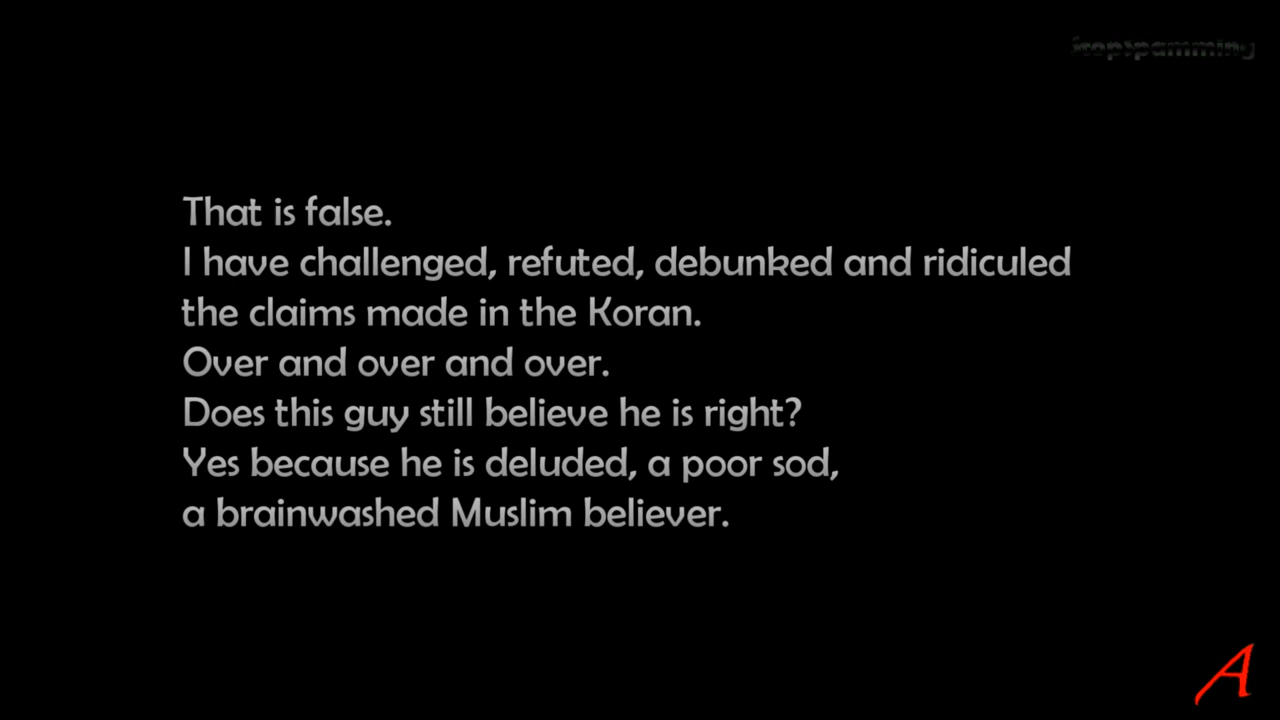 stopspamming
That is false.
I have challenged, refuted, debunked and ridiculed
the claims made in the Koran.
Over and over and over.
Does this guy still believe he is right?
Yes because he is deluded, a poor sod,
a brainwashed Muslim believer.
A